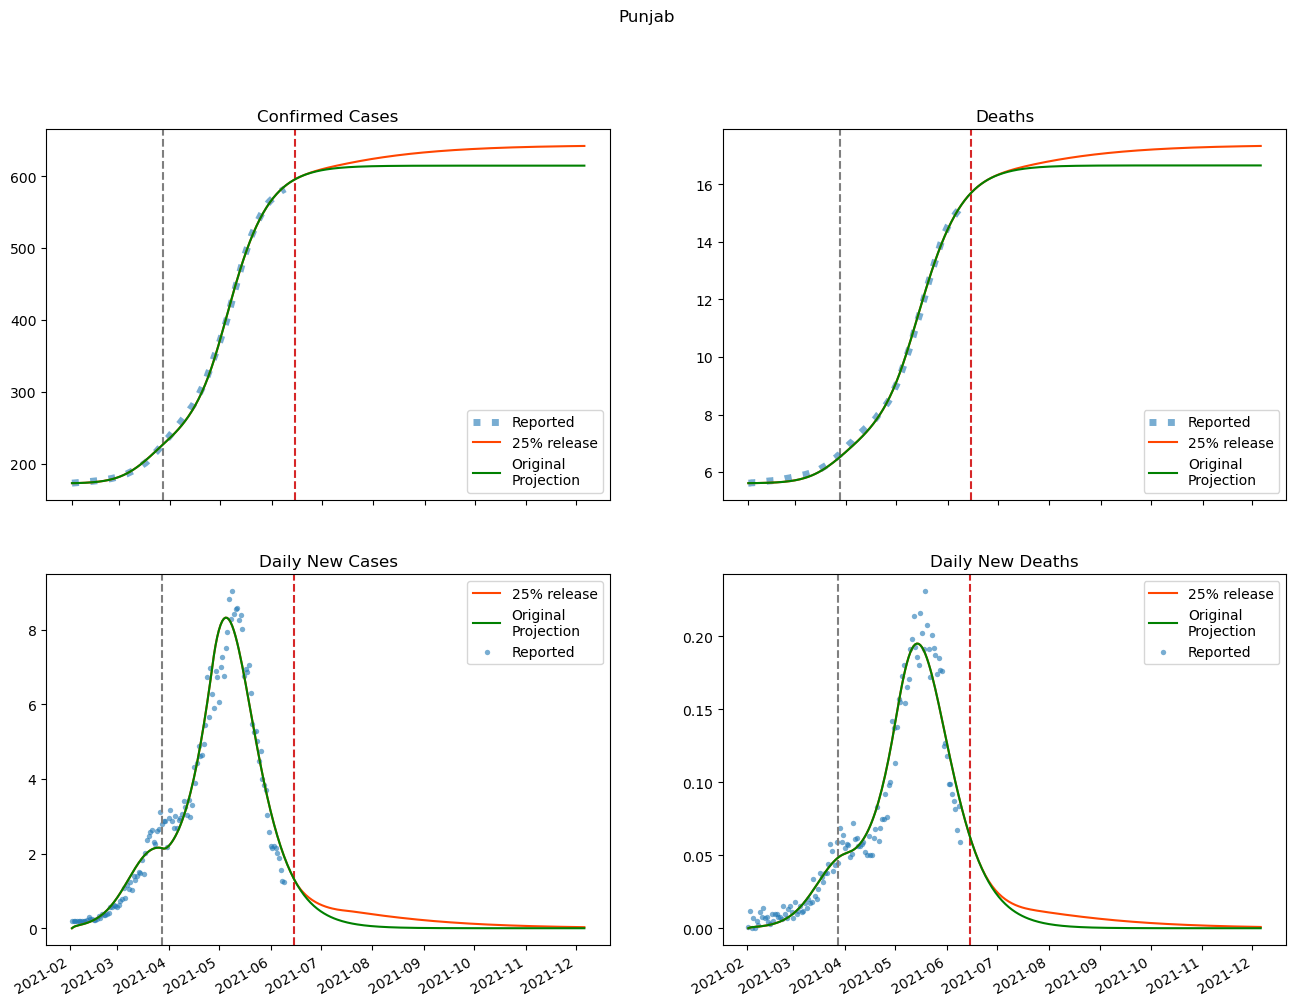 Punjab
Confirmed Cases
600
500
400
300
200
Reported
25% release
Original
Projection
Deaths
16
14
12
10
8
6
Reported
25% release
Original
Projection
Daily New Cases
8
6
4
2
0
25% release
Original
Projection
Reported
2021-02
2021-03
2021-04
2021-05
2021-06
2021-07
2021-08
2021-09
2021-10
2021-11
2021-12
Daily New Deaths
0.20
0.15
0.10
0.05
0.00
25% release
Original
Projection
Reported
2021-02
2021-03
2021-04
2021-05
2021-06
2021-07
2021-08
2021-09
2021-10
2021-11
2021-12